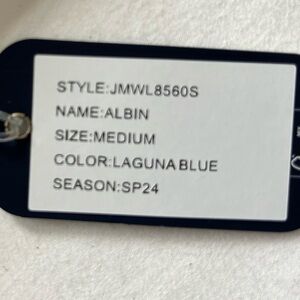 STYLE:JMWL8560S
NAME:ALBIN
SIZE:MEDIUM
COLOR:LAGUNA BLUE
SEASON:SP24